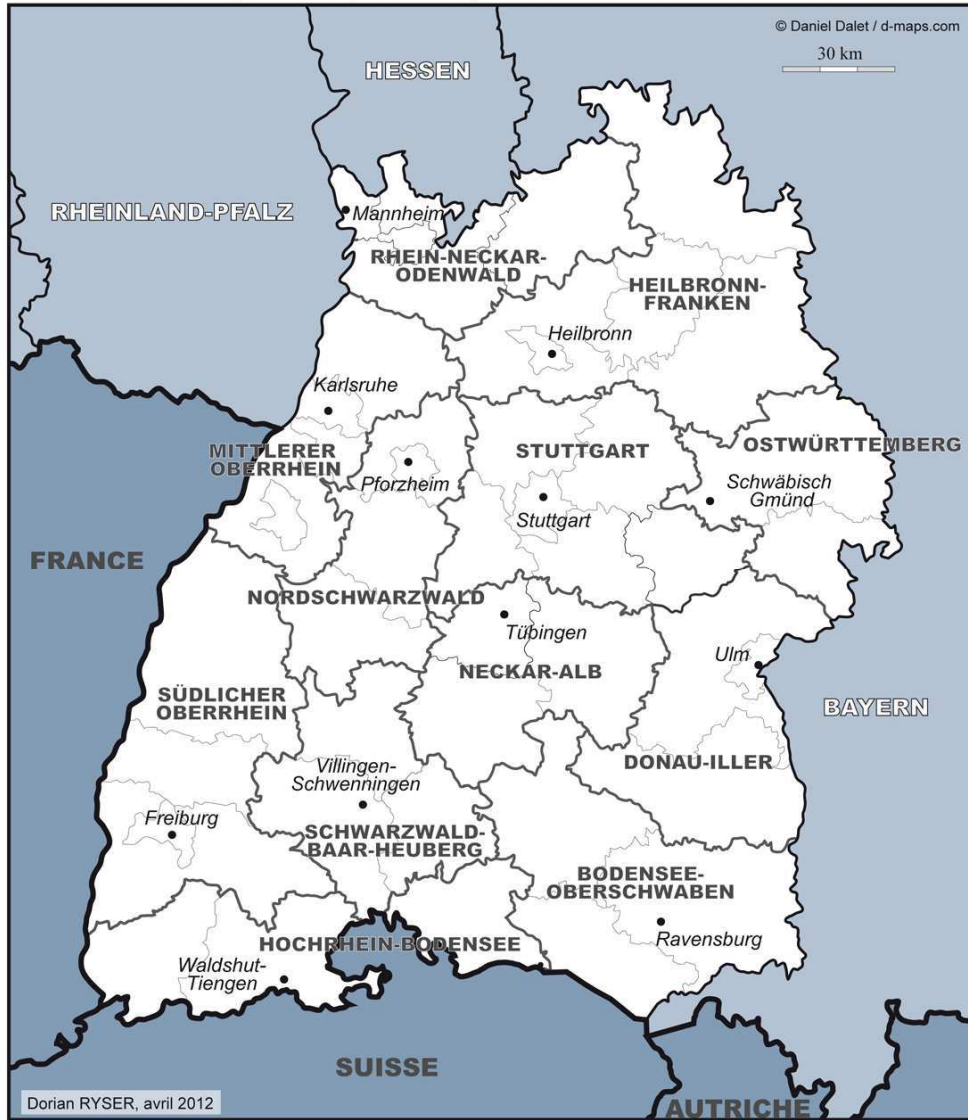 © Daniel Dalet / d-maps.com
30 km
HESSEN
RHEINLAND-PFALZ
Mannheim
RHEIN-NECKAR-
ODENWALD
HEILBRONN-
FRANKEN
Heilbronn
Karlsruhe
MITTLERER
OBERRHEIN
Pforzheim
STUTTGART
OSTWÜRTTEMBERG
Schwäbisch
Gmünd
Stuttgart
FRANCE
NORDSCHWARZWALD
Tübingen
NECKAR-ALB
Ulm
SÜDLICHER
OBERRHEIN
BAYERN
DONAU-ILLER
Villingen-
Schwenningen
Freiburg
SCHWARZWALD-
BAAR-HEUBERG
BODENSEE-
OBERSCHWABEN
Ravensburg
HOCHRHEIN-BODENSEE
Waldshut-
Tiengen
SUISSE
AUTRICHE
Dorian RYSER, avril 2012